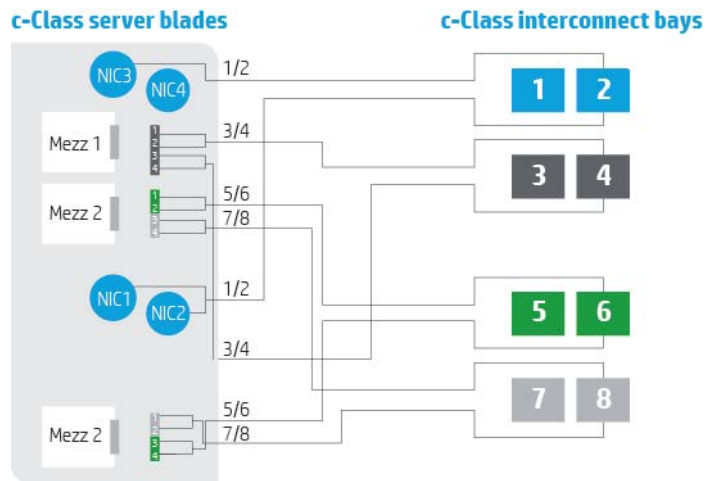 c-Class server blades
c-Class interconnect bays
NIC3
NIC4
1/2
1 2
Mezz 1
1
2
3
4
3/4
3 4
Mezz 2
1
2
3
4
5/6
7/8
NIC1
NIC2
1/2
5 6
3/4
7 8
Mezz 2
1
2
3
4
5/6
7/8